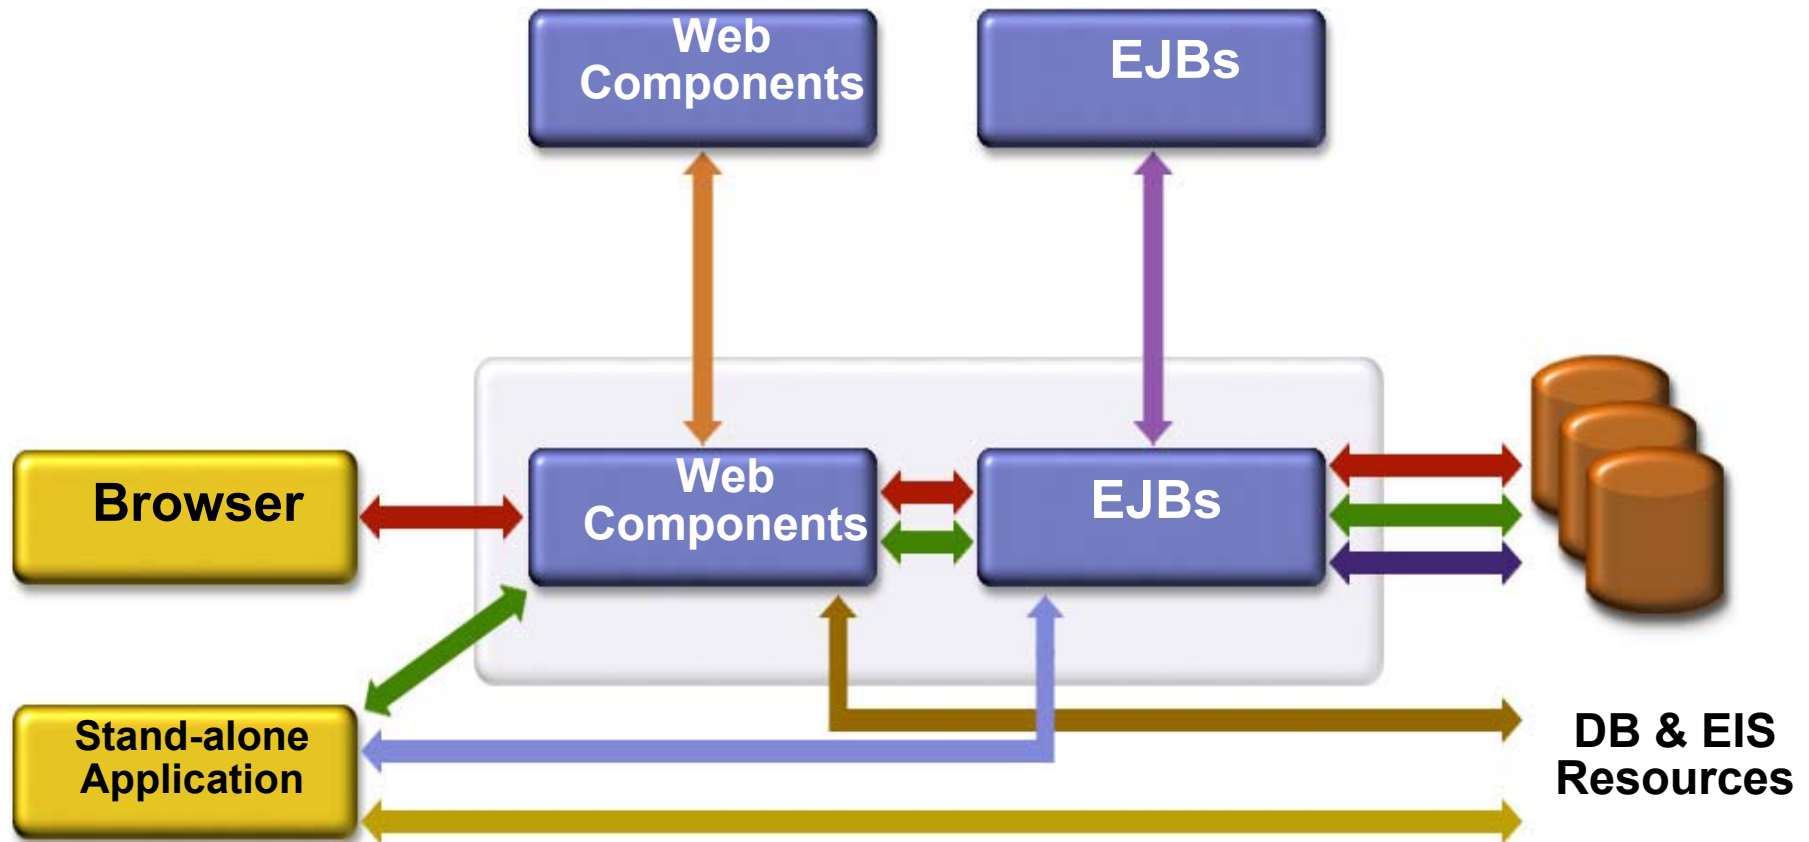 Web
Components
EJBs
Browser
Web
Components
EJBs
Stand-alone
Application
DB & EIS
Resources